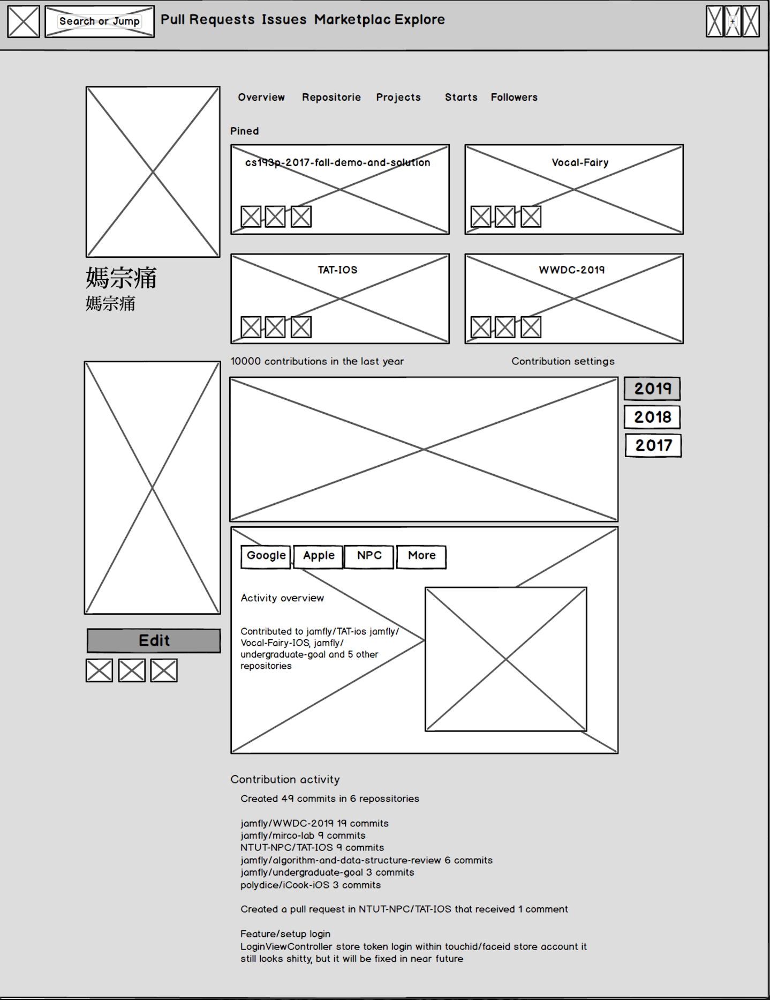 Search or Jump Pull Requests Issues Marketplac Explore +
Overview Repositorie Projects Starts Followers
Pined
cs193p-2017-fall-demo-and-solution
Vocal-Fairy
媽宗痛
媽宗痛
TAT-IOS
WWDC-2019
10000 contributions in the last year
Contribution settings
2019
2018
2017
Google Apple NPC More
Activity overview
Contributed to jamfly/TAT-ios jamfly/
Vocal-Fairy-IOS, jamfly/
undergraduate-goal and 5 other
repositories
Edit
Contribution activity
Created 49 commits in 6 repossitories
jamfly/WWDC-2019 19 commits
jamfly/mirco-lab 9 commits
NTUT-NPC/TAT-IOS 9 commits
jamfly/algorithm-and-data-structure-review 6 commits
jamfly/undergraduate-goal 3 commits
polydice/iCook-iOS 3 commits
Created a pull request in NTUT-NPC/TAT-IOS that received 1 comment
Feature/setup login
LoginViewController store token login within touchid/faceid store account it
still looks shitty, but it will be fixed in near future